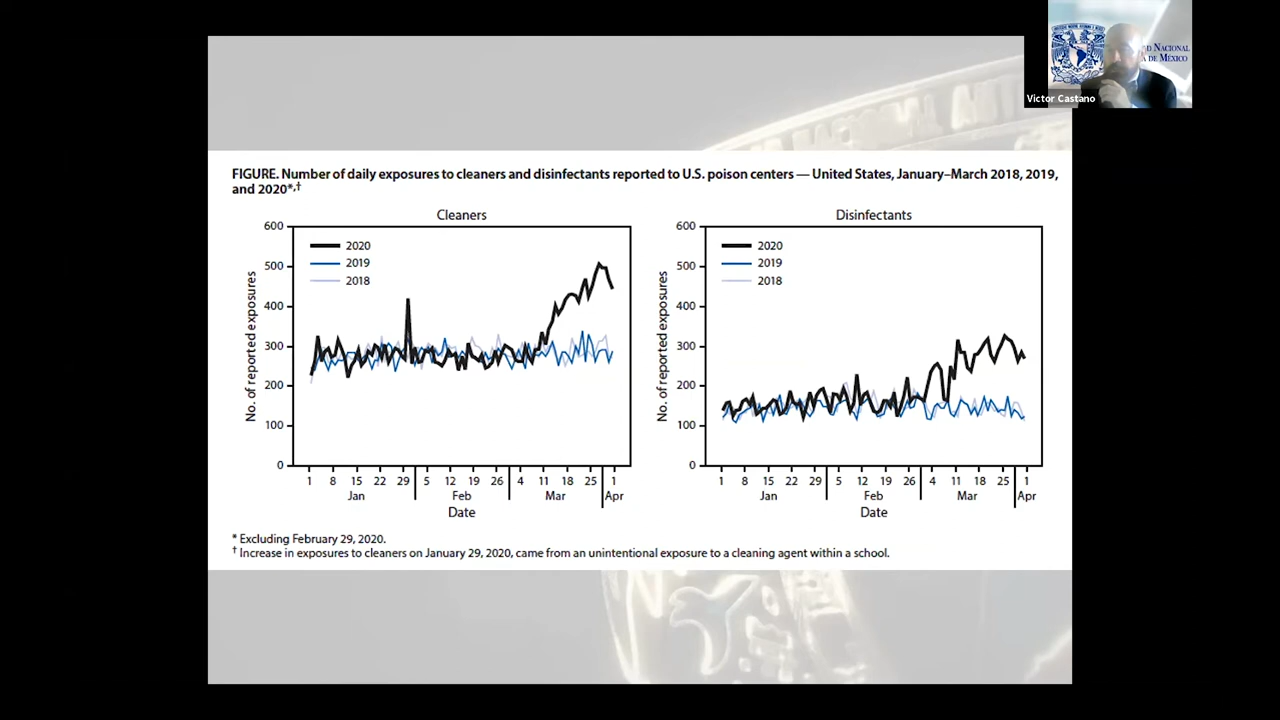 D NACIONAL
A DE MÉXICO
Victor Castano
FIGURE. Number of daily exposures to cleaners and disinfectants reported to U.S. poison centers — United States, January–March 2018, 2019,
and 2020*,†
Cleaners
600
500
400
300
200
100
0
No. of reported exposures
2020
2019
2018
1 8 15 22 29 5 12 19 26 4 11 18 25 1
Jan Feb Mar Apr
Date
Disinfectants
600
500
400
300
200
100
0
No. of reported exposures
2020
2019
2018
1 8 15 22 29 5 12 19 26 4 11 18 25 1
Jan Feb Mar Apr
Date
* Excluding February 29, 2020.
† Increase in exposures to cleaners on January 29, 2020, came from an unintentional exposure to a cleaning agent within a school.